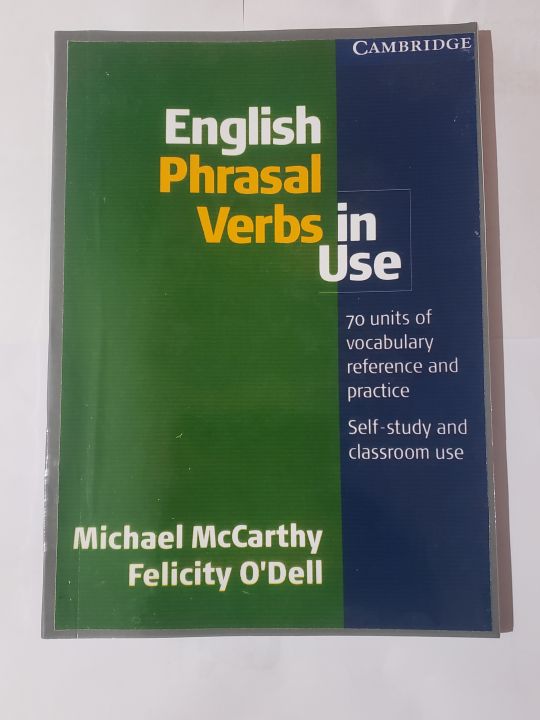 CAMBRIDGE
English
Phrasal
Verbs in
Use
70 units of
vocabulary
reference and
practice
Self-study and
classroom use
Michael McCarthy
Felicity O'Dell